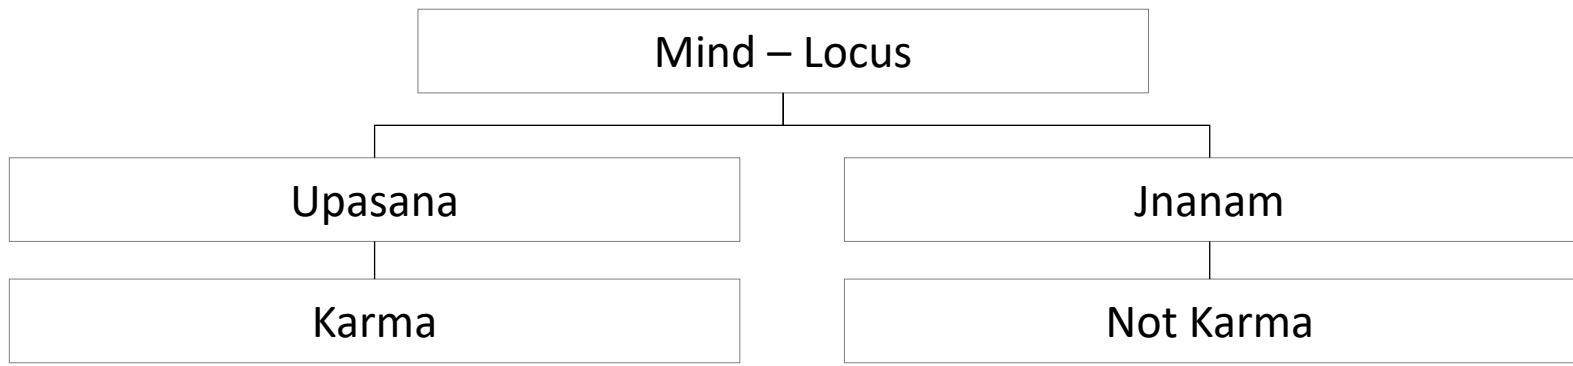 Mind – Locus
Upasana
Jnanam
Karma
Not Karma